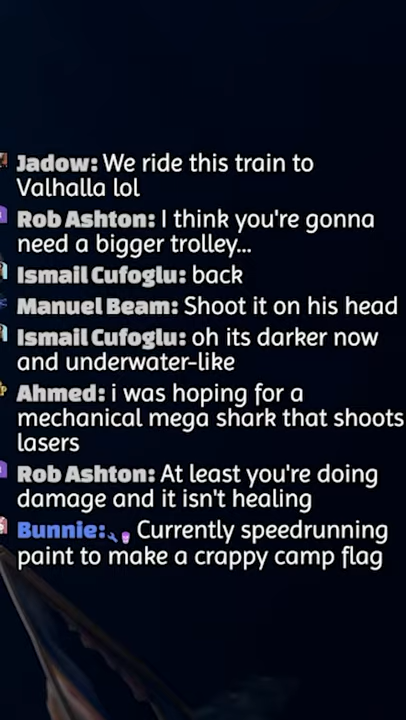 Jadow: We ride this train to
Valhalla lol
Rob Ashton: I think you're gonna
need a bigger trolley...
Ismail Cufoglu: back
Manuel Beam: Shoot it on his head
Ismail Cufoglu: oh its darker now
and underwater-like
Ahmed: i was hoping for a
mechanical mega shark that shoots
lasers
Rob Ashton: At least you're doing
damage and it isn't healing
Bunnie: Currently speedrunning
paint to make a crappy camp flag